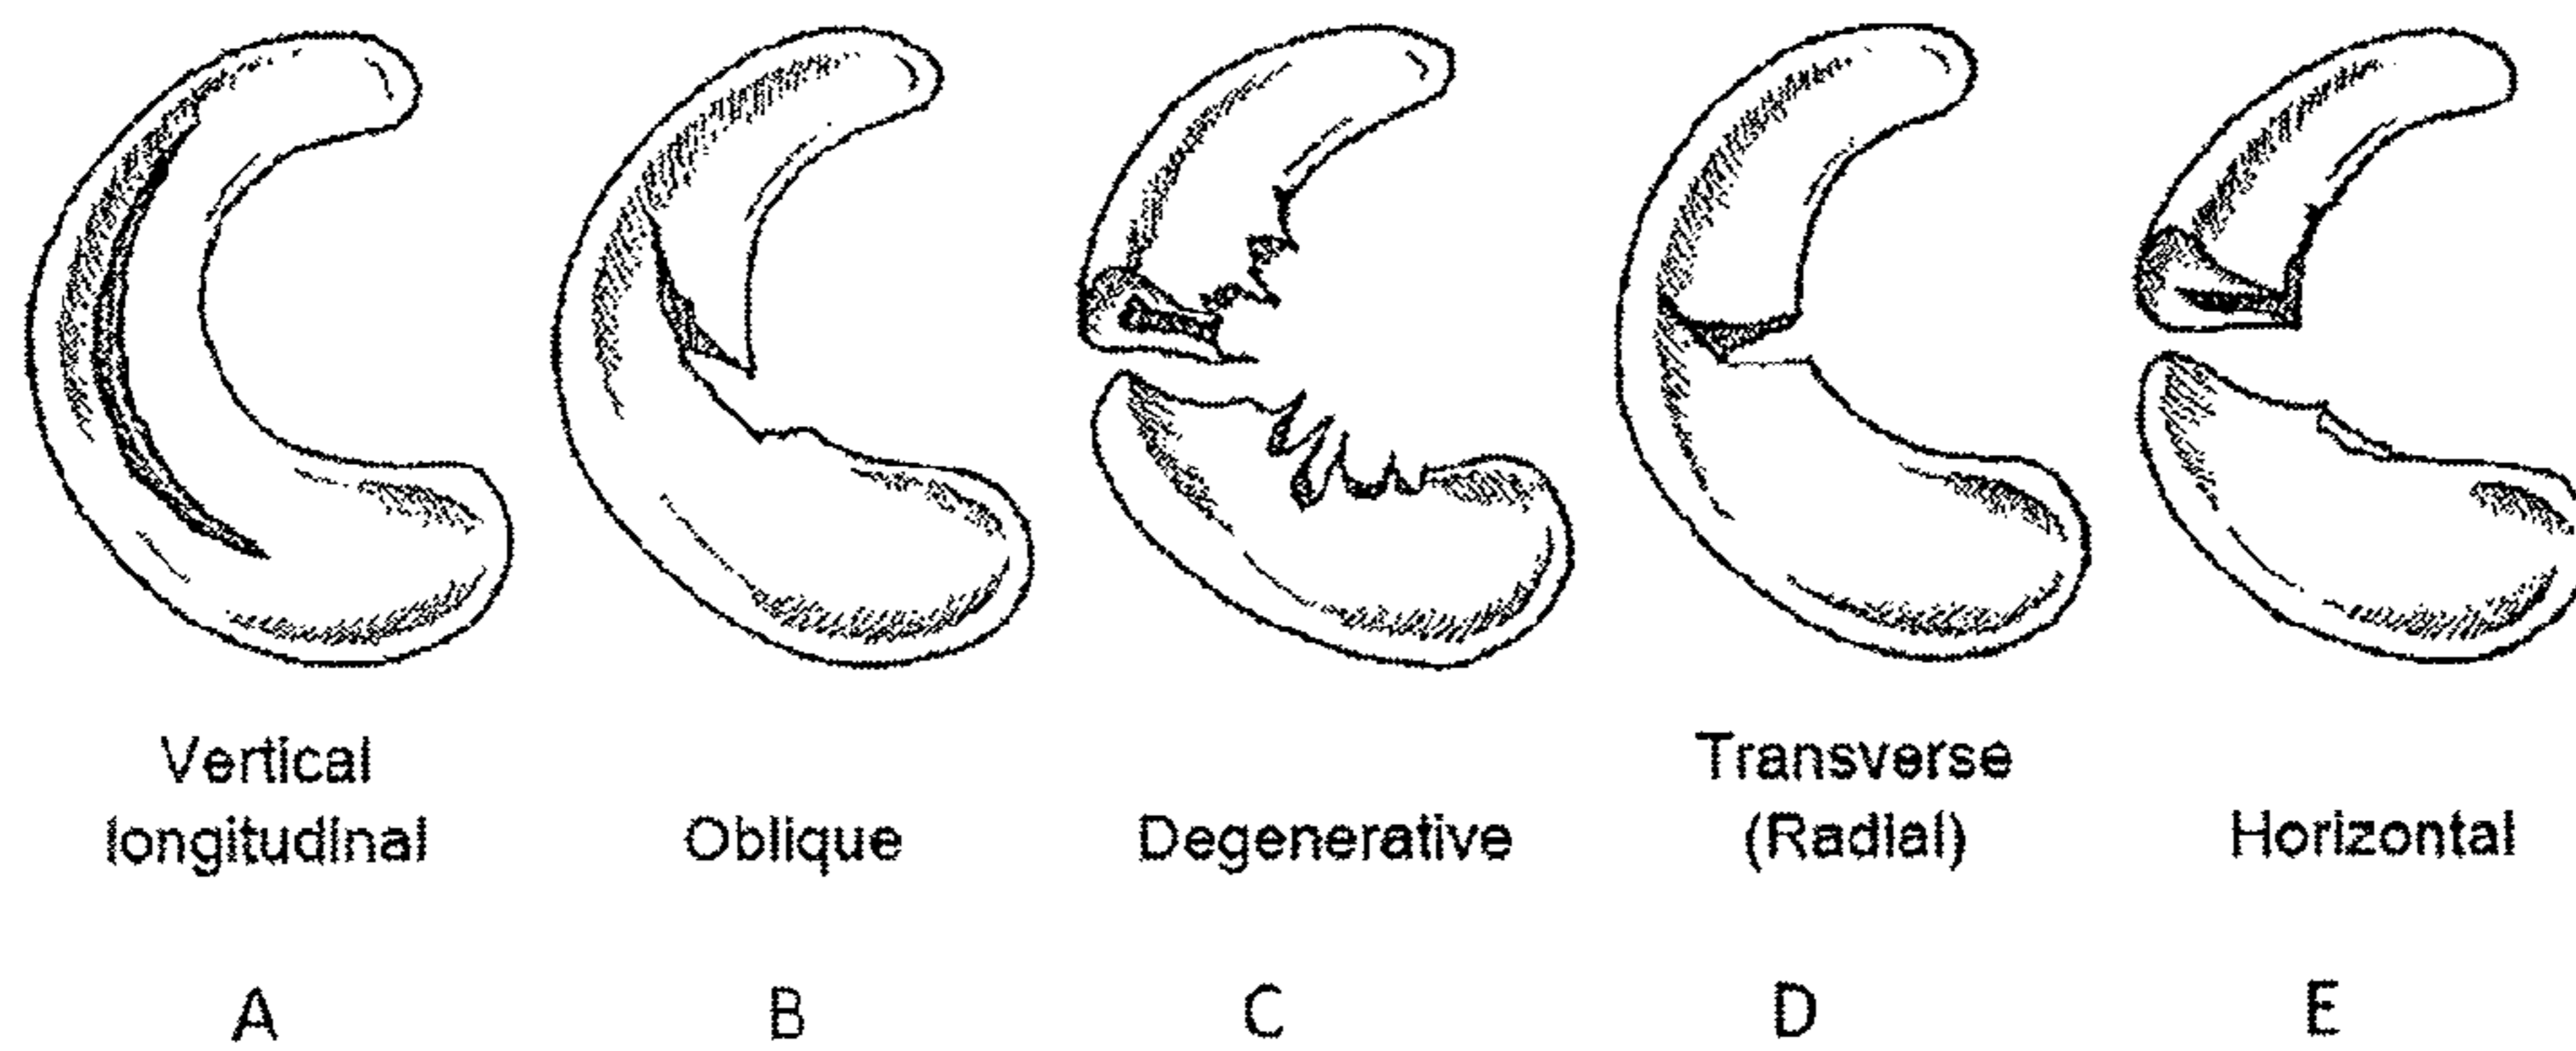 Vertical
longitudinal
Oblique
Degenerative
Transverse
(Radial)
Horizontal
A
B
C
D
E